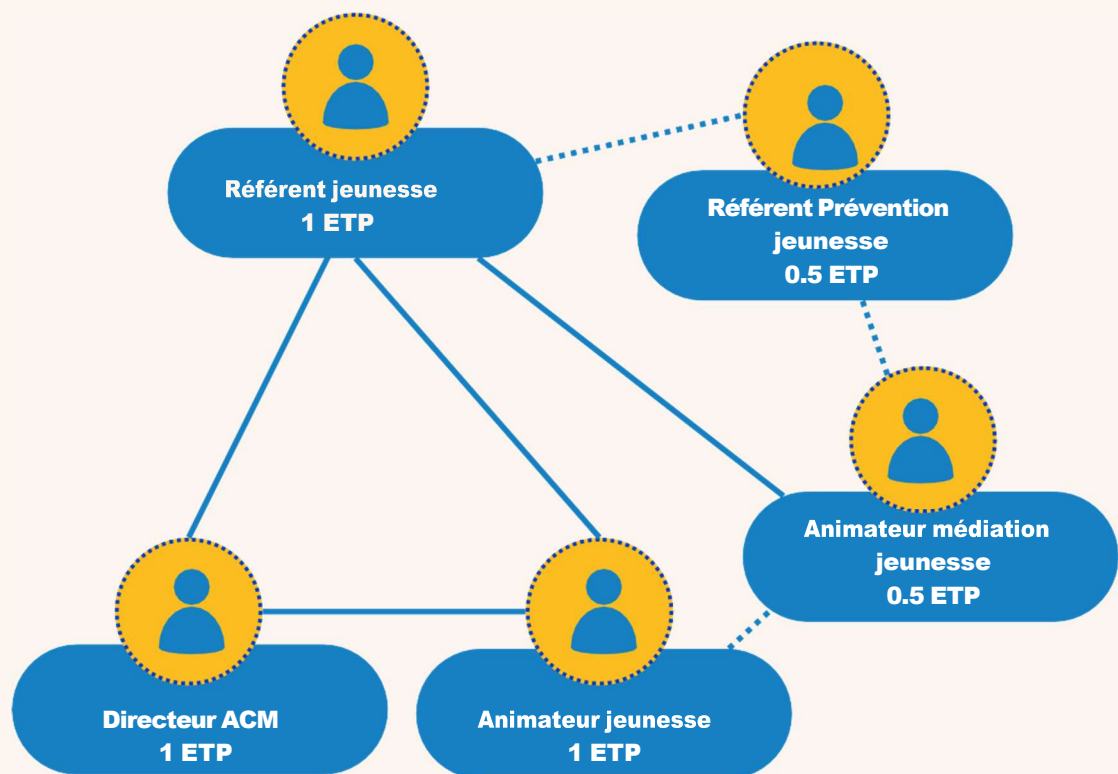 Référent jeunesse
1 ETP
Référent Prévention
jeunesse
0.5 ETP
Animateur médiation
jeunesse
0.5 ETP
Directeur ACM
1 ETP
Animateur jeunesse
1 ETP